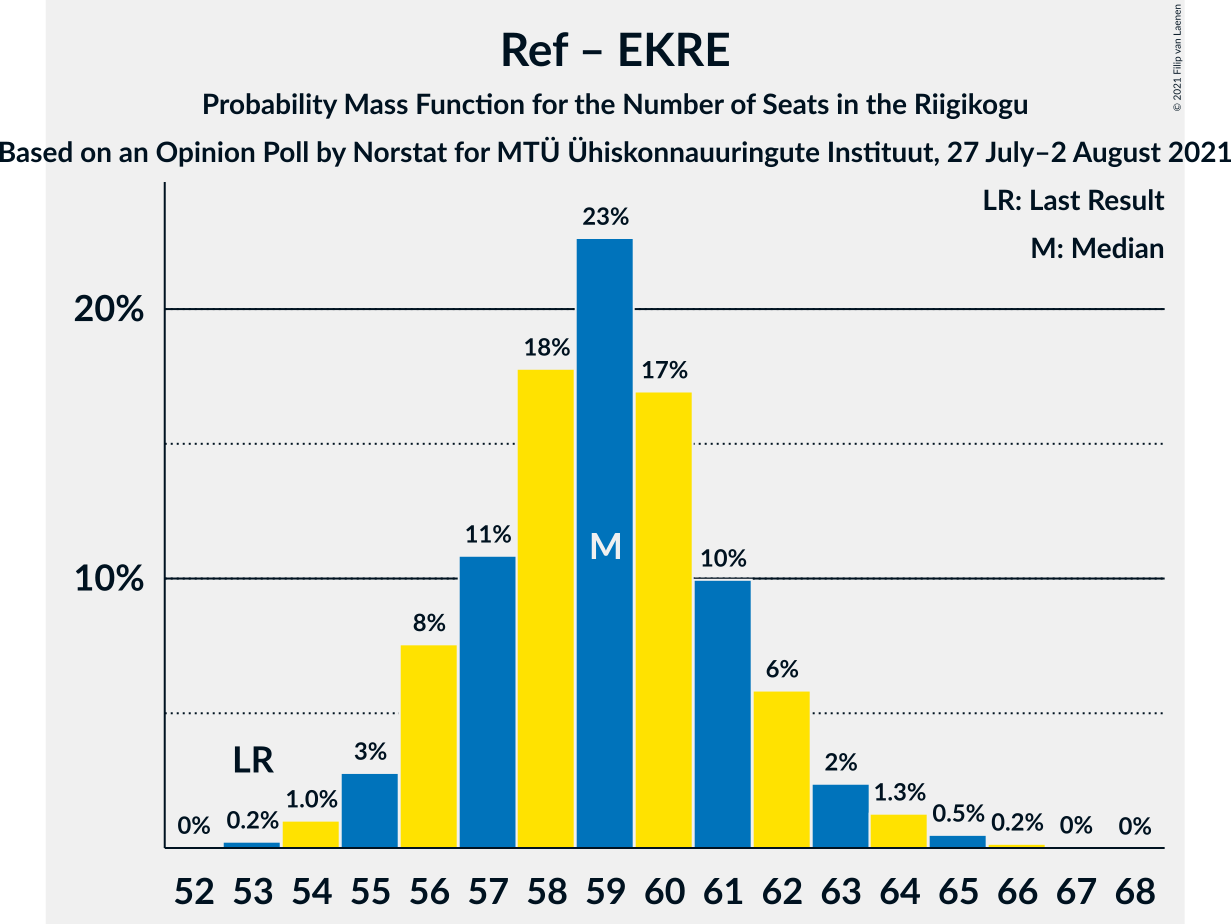 Ref – EKRE
Probability Mass Function for the Number of Seats in the Riigikogu
Based on an Opinion Poll by Norstat for MTÜ Ühiskonnauuringute Instituut, 27 July–2 August 2021
© 2021 Filip van Laenen
LR: Last Result
M: Median
20%
10%
0%
0.2%
1.0%
3%
8%
11%
18%
23%
17%
10%
6%
2%
1.3%
0.5%
0.2%
0%
0%
LR
M
52 53 54 55 56 57 58 59 60 61 62 63 64 65 66 67 68